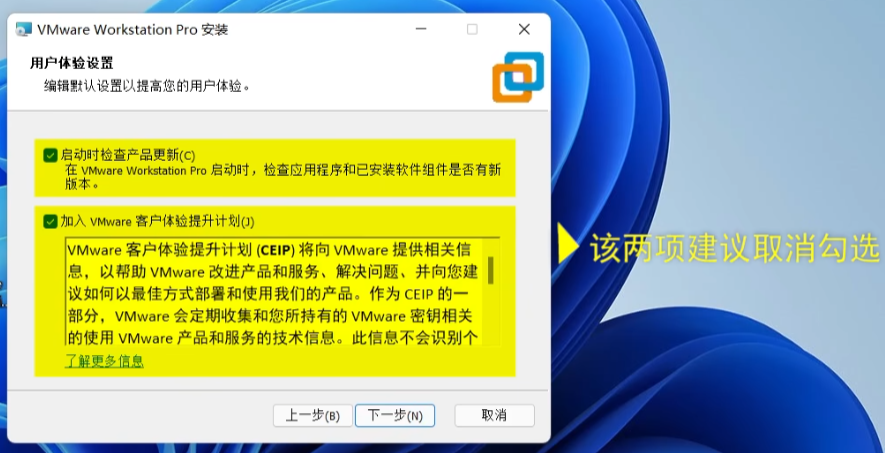 VMware Workstation Pro 安装
用户体验设置
编辑默认设置以提高您的用户体验。
启动时检查产品更新(C)
在 VMware Workstation Pro 启动时，检查应用程序和已安装软件组件是否有新
版本。
加入 VMware 客户体验提升计划(J)
VMware 客户体验提升计划 (CEIP) 将向 VMware 提供相关信
息，以帮助 VMware 改进产品和服务、解决问题、并向您建
议如何以最佳方式部署和使用我们的产品。作为 CEIP 的一
部分，VMware 会定期收集和您所持有的 VMware 密钥相关
的使用 VMware 产品和服务的技术信息。此信息不会识别个
了解更多信息
该两项建议取消勾选
上一步(B)
下一步(N)
取消